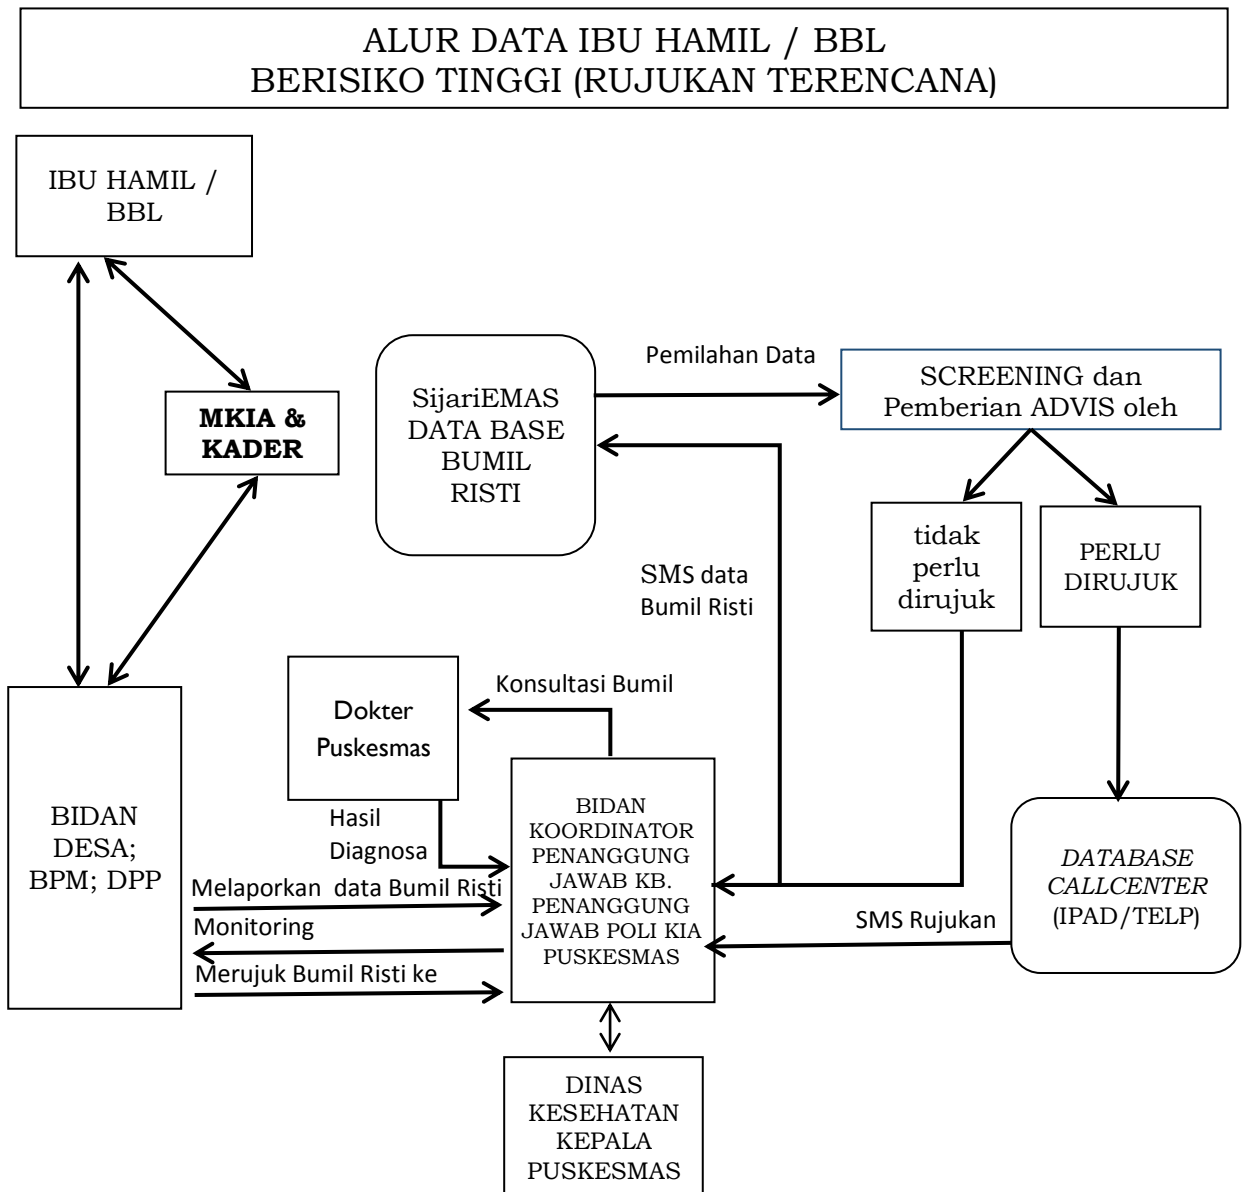 ALUR DATA IBU HAMIL / BBL
BERISIKO TINGGI (RUJUKAN TERENCANA)
IBU HAMIL /
BBL
MKIA &
KADER
SijariEMAS
DATA BASE
BUMIL
RISTI
Pemilahan Data
SCREENING dan
Pemberian ADVIS oleh
tidak
perlu
dirujuk
PERLU
DIRUJUK
SMS data
Bumil Risti
Konsultasi Bumil
Dokter
Puskesmas
Hasil
Diagnosa
BIDAN
DESA;
BPM; DPP
Melaporkan  data Bumil Risti
Monitoring
Merujuk Bumil Risti ke
BIDAN
KOORDINATOR
PENANGGUNG
JAWAB KB.
PENANGGUNG
JAWAB POLI KIA
PUSKESMAS
SMS Rujukan
DATABASE
CALLCENTER
(IPAD/TELP)
DINAS
KESEHATAN
KEPALA
PUSKESMAS